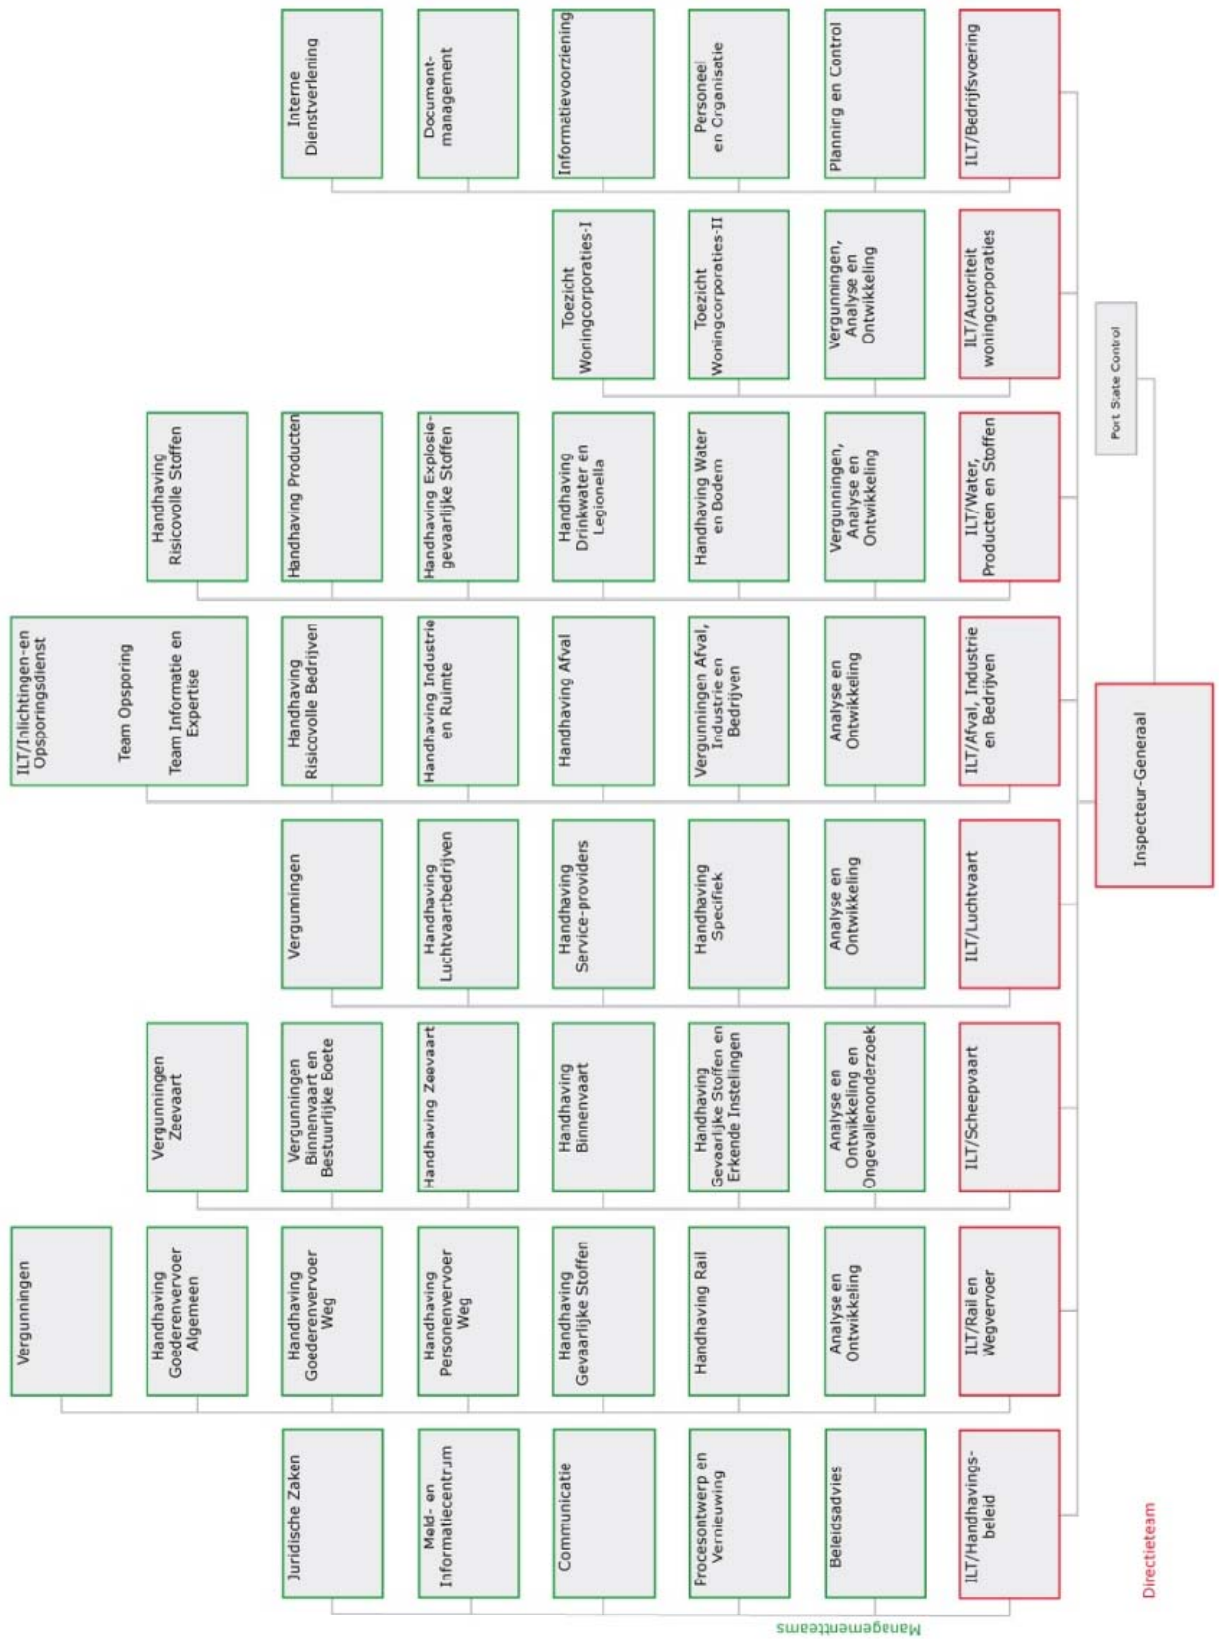 Interne
Dienstverlening
Document-
management
Informatievoorziening
Personeel
en Organisatie
Planning en Control
ILT/Bedrijfsvoering
Toezicht
Woningcorporaties-I
Toezicht
Woningcorporaties-II
Vergunningen,
Analyse en
Ontwikkeling
ILT/Autoriteit
woningcorporaties
Handhaving
Risicovolle Stoffen
Handhaving Producten
Handhaving Explosie-
gevaarlijke Stoffen
Handhaving
Drinkwater en
Legionella
Handhaving Water
en Bodem
Vergunningen,
Analyse en
Ontwikkeling
ILT/Water,
Producten en Stoffen
Port State Control
ILT/Inlichtingen-en
Opsporingsdienst
Team Opsporing
Team Informatie en
Expertise
Handhaving
Risicovolle Bedrijven
Handhaving Industrie
en Ruimte
Handhaving Afval
Vergunningen Afval,
Industrie en
Bedrijven
Analyse en
Ontwikkeling
ILT/Afval, Industrie
en Bedrijven
Inspecteur-Generaal
Vergunningen
Handhaving
Luchtvaartbedrijven
Handhaving
Service-providers
Handhaving
Specifiek
Analyse en
Ontwikkeling
ILT/Luchtvaart
Vergunningen
Zeevaart
Vergunningen
Binnenvaart en
Bestuurlijke Boete
Handhaving Zeevaart
Handhaving
Binnenvaart
Handhaving
Gevaarlijke Stoffen en
Erkende Instellingen
Analyse en
Ontwikkeling en
Ongevallenonderzoek
ILT/Scheepvaart
Vergunningen
Handhaving
Goederenvervoer
Algemeen
Handhaving
Goederenvervoer
Weg
Handhaving
Personenvervoer
Weg
Handhaving
Gevaarlijke Stoffen
Handhaving Rail
Analyse en
Ontwikkeling
ILT/Rail en
Wegvervoer
Juridische Zaken
Meld- en
Informatiecentrum
Communicatie
Procesontwerp en
Vernieuwing
Beleidsadvies
ILT/Handhavings-
beleid
Managementteams
Directieteam